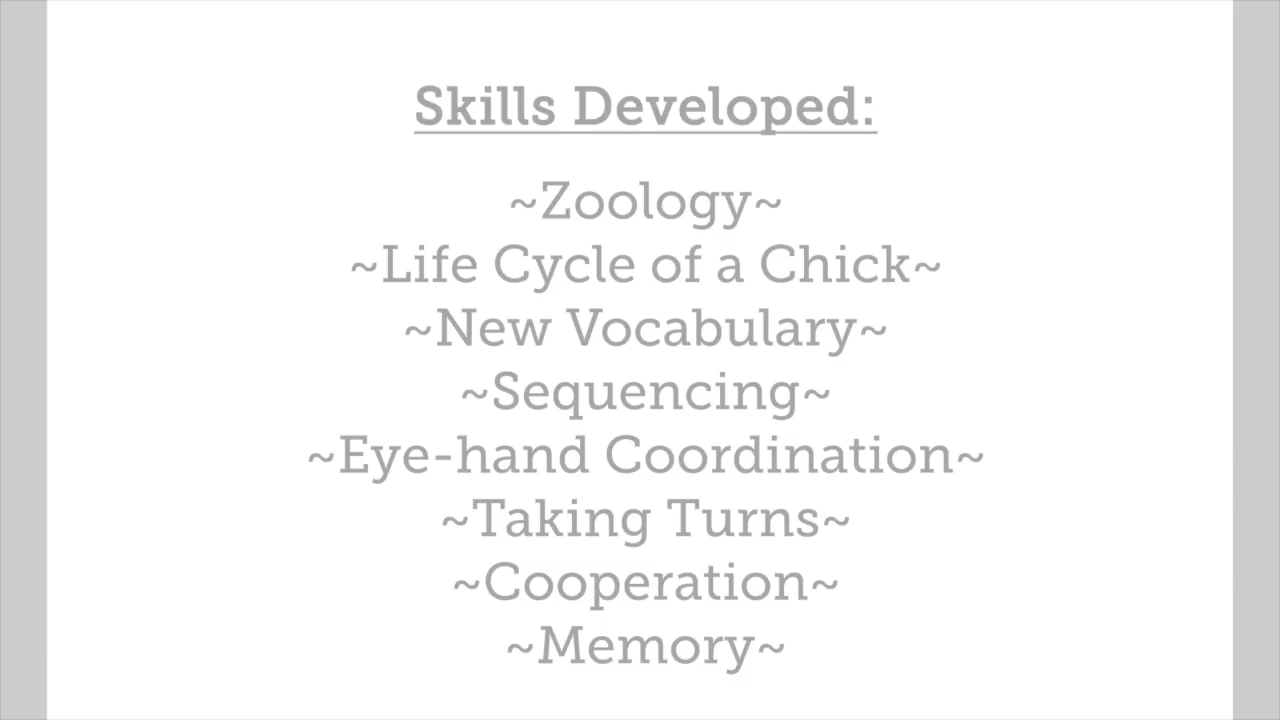 Skills Developed:
~Zoology~
~Life Cycle of a Chick~
~New Vocabulary~
~Sequencing~
~Eye-hand Coordination~
~Taking Turns~
~Cooperation~
~Memory~